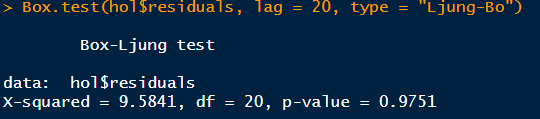 > Box.test(hol$residuals, lag = 20, type = "Ljung-Bo")
Box-Ljung test
data:  hol$residuals
X-squared = 9.5841, df = 20, p-value = 0.9751